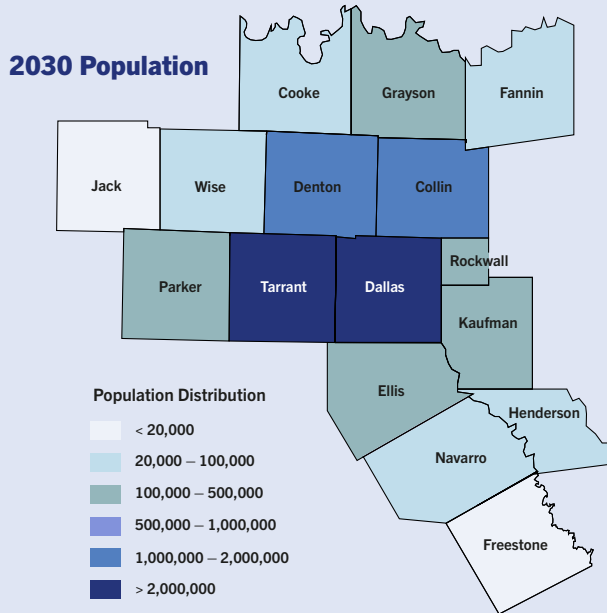 2030 Population
Cooke
Grayson
Fannin
Jack
Wise
Denton
Collin
Rockwall
Parker
Tarrant
Dallas
Kaufman
Ellis
Henderson
Navarro
Freestone
Population Distribution
< 20,000
20,000 – 100,000
100,000 – 500,000
500,000 – 1,000,000
1,000,000 – 2,000,000
> 2,000,000